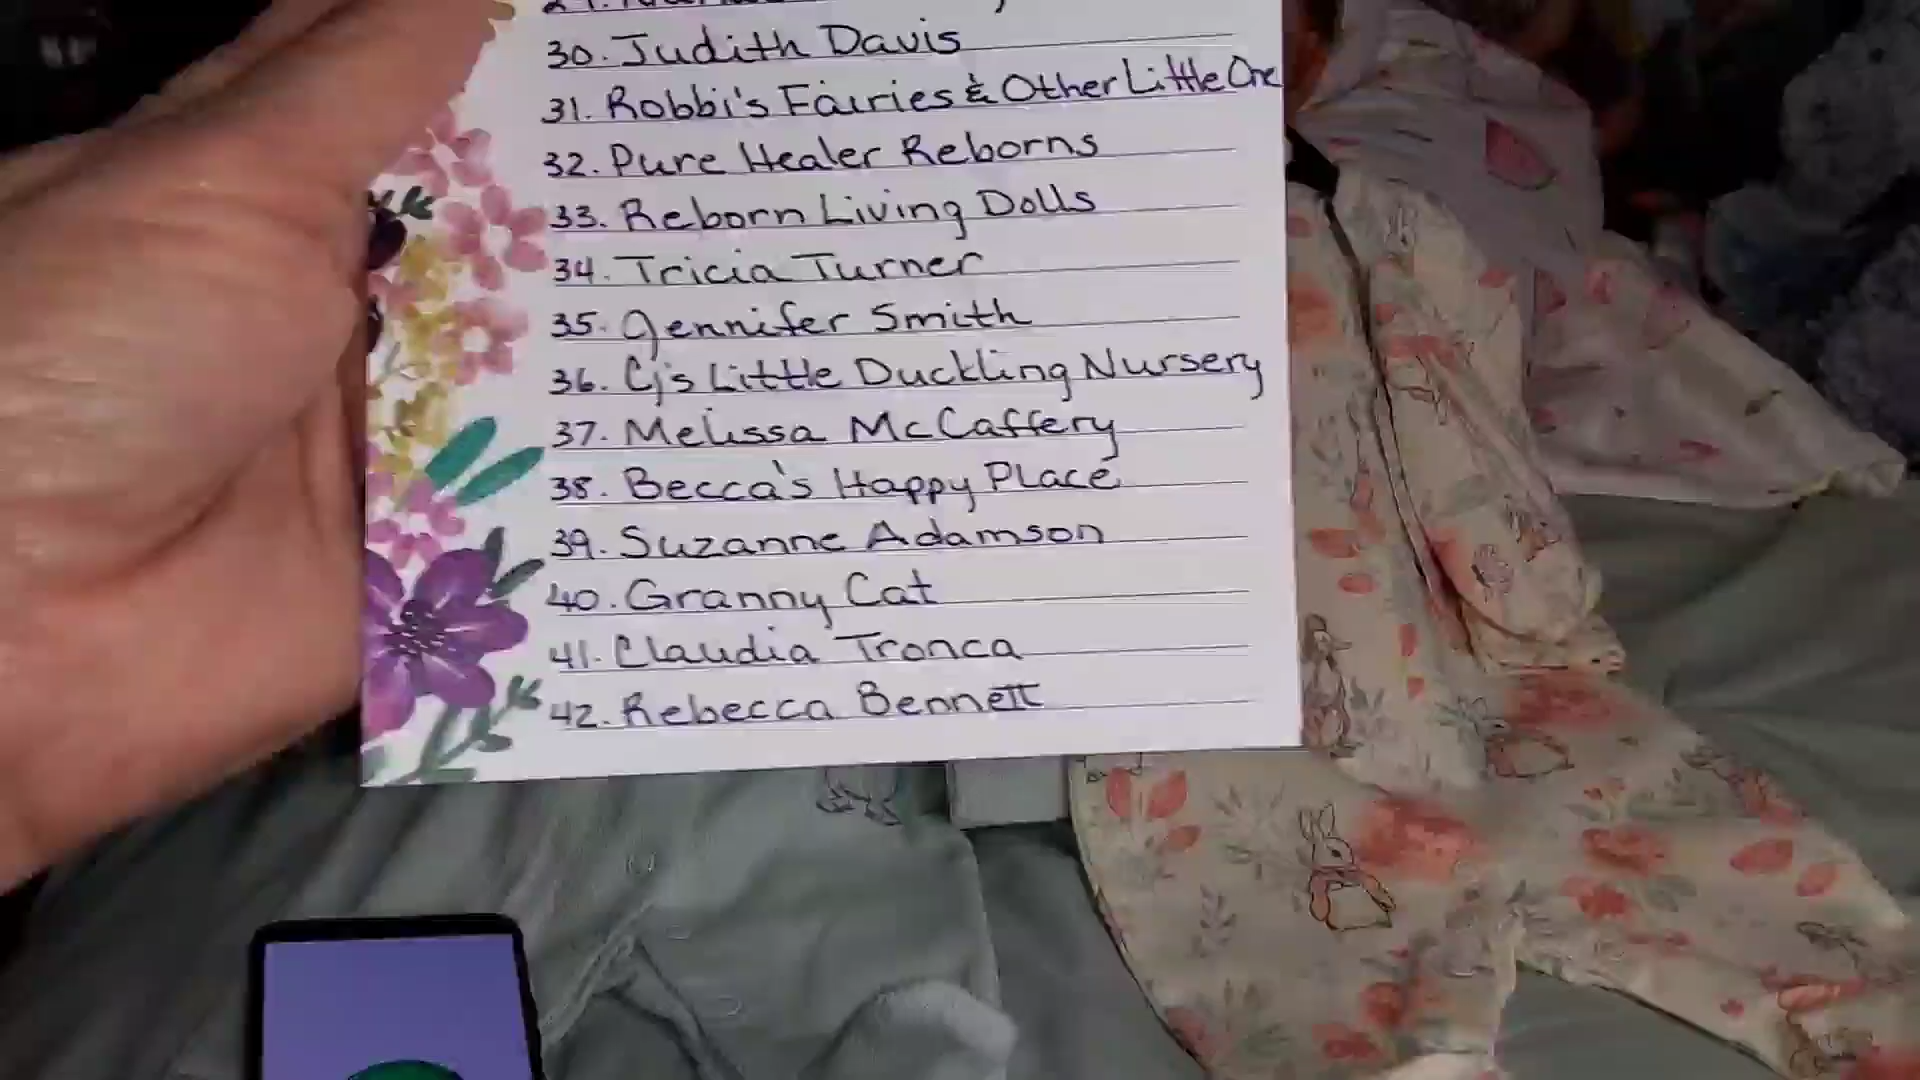 30. Judith Davis
31. Robbi's Fairies & Other Little One
32. Pure Healer Reborns
33. Reborn Living Dolls
34. Tricia Turner
35. Jennifer Smith
36. Cj's Little Duckling Nursery
37. Melissa McCaffery
38. Becca's Happy Place
39. Suzanne Adamson
40. Granny Cat
41. Claudia Tronca
42. Rebecca Bennett